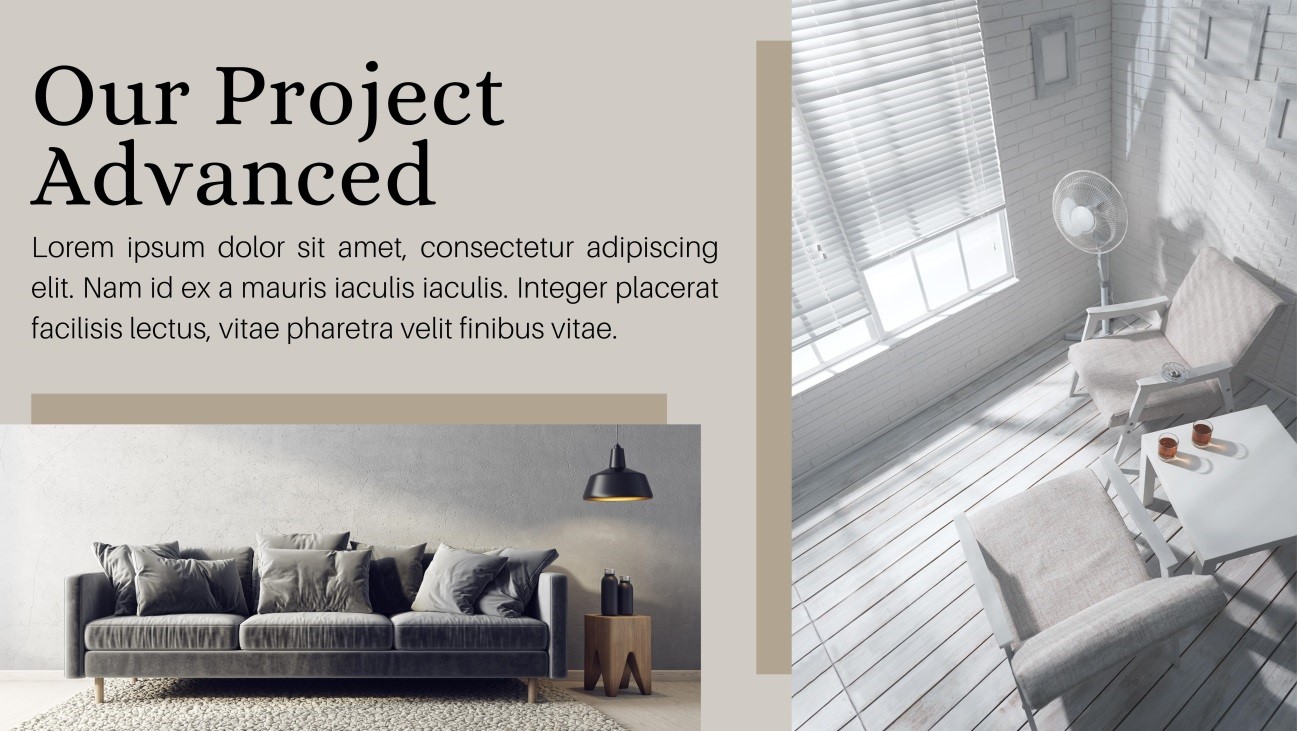 Our Project
Advanced
Lorem ipsum dolor sit amet, consectetur adipiscing
elit. Nam id ex a mauris iaculis iaculis. Integer placerat
facilisis lectus, vitae pharetra velit finibus vitae.